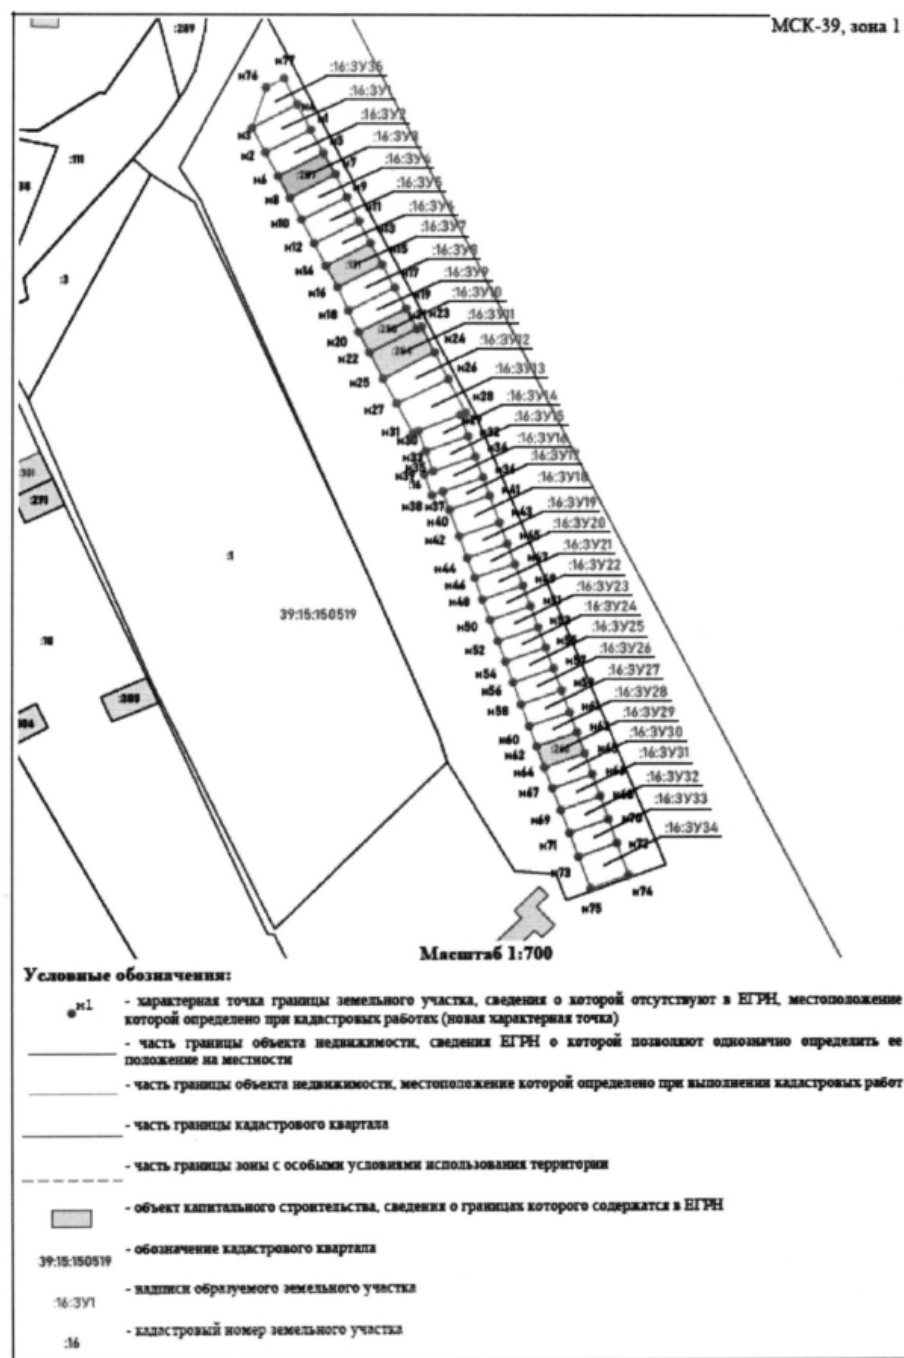 МСК-39, зона 1
:289
н77
н76
:16:ЗУ35
:16:ЗУ1
:16:ЗУ2
:16:ЗУ3
:16:ЗУ4
:16:ЗУ5
:16:ЗУ6
:16:ЗУ7
:16:ЗУ8
:16:ЗУ9
:16:ЗУ10
:16:ЗУ11
:16:ЗУ12
:16:ЗУ13
:16:ЗУ14
:16:ЗУ15
:16:ЗУ16
:16:ЗУ17
:16:ЗУ18
:16:ЗУ19
:16:ЗУ20
:16:ЗУ21
:16:ЗУ22
:16:ЗУ23
:16:ЗУ24
:16:ЗУ25
:16:ЗУ26
:16:ЗУ27
:16:ЗУ28
:16:ЗУ29
:16:ЗУ30
:16:ЗУ31
:16:ЗУ32
:16:ЗУ33
:16:ЗУ34
н3
н1
н2
н5
н6
н7
н8
н9
н10
н11
н12
н13
н14
н15
н16
н17
н18
н19
н20
н23
н22
н24
н25
н26
н27
н28
н31
н30
н32
:16
н38
н37
н40
н41
н42
н43
н44
н45
н46
н47
н48
н50
н52
н54
н56
н58
н60
н62
н64
н67
н69
н70
н71
н72
н73
н74
н75
:111
:3
:301
:291
:1
39:15:150519
:18
:305
Масштаб 1:700
Условные обозначения:
н1
- характерная точка границы земельного участка, сведения о которой отсутствуют в ЕГРН, местоположение
которой определено при кадастровых работах (новая характерная точка)
- часть границы объекта недвижимости, сведения ЕГРН о которой позволяют однозначно определить ее
положение на местности
- часть границы объекта недвижимости, местоположение которой определено при выполнении кадастровых работ
- часть границы кадастрового квартала
- часть границы зоны с особыми условиями использования территории
- объект капитального строительства, сведения о границах которого содержатся в ЕГРН
39:15:150519 - обозначение кадастрового квартала
:16:ЗУ1 - надписи образуемого земельного участка
:16 - кадастровый номер земельного участка